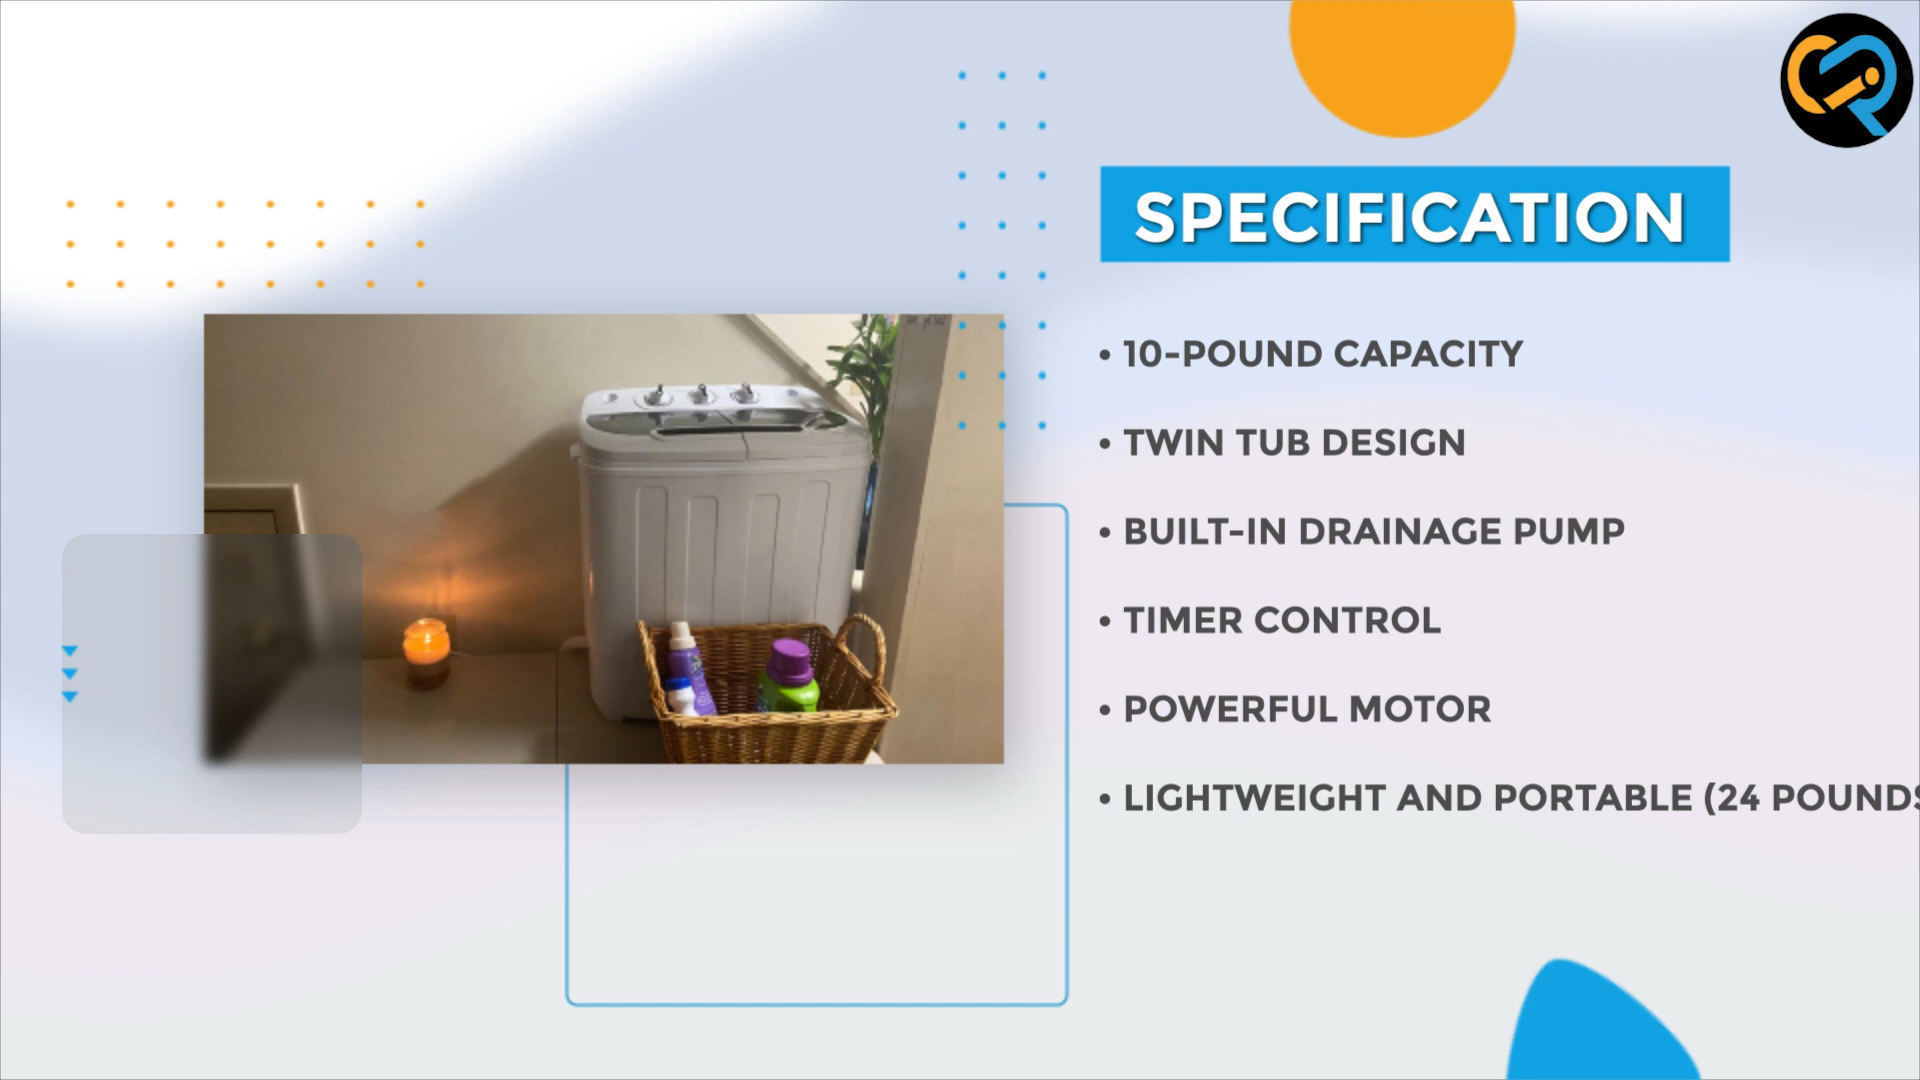 SPECIFICATION
• 10-POUND CAPACITY
• TWIN TUB DESIGN
• BUILT-IN DRAINAGE PUMP
• TIMER CONTROL
• POWERFUL MOTOR
• LIGHTWEIGHT AND PORTABLE (24 POUNDS